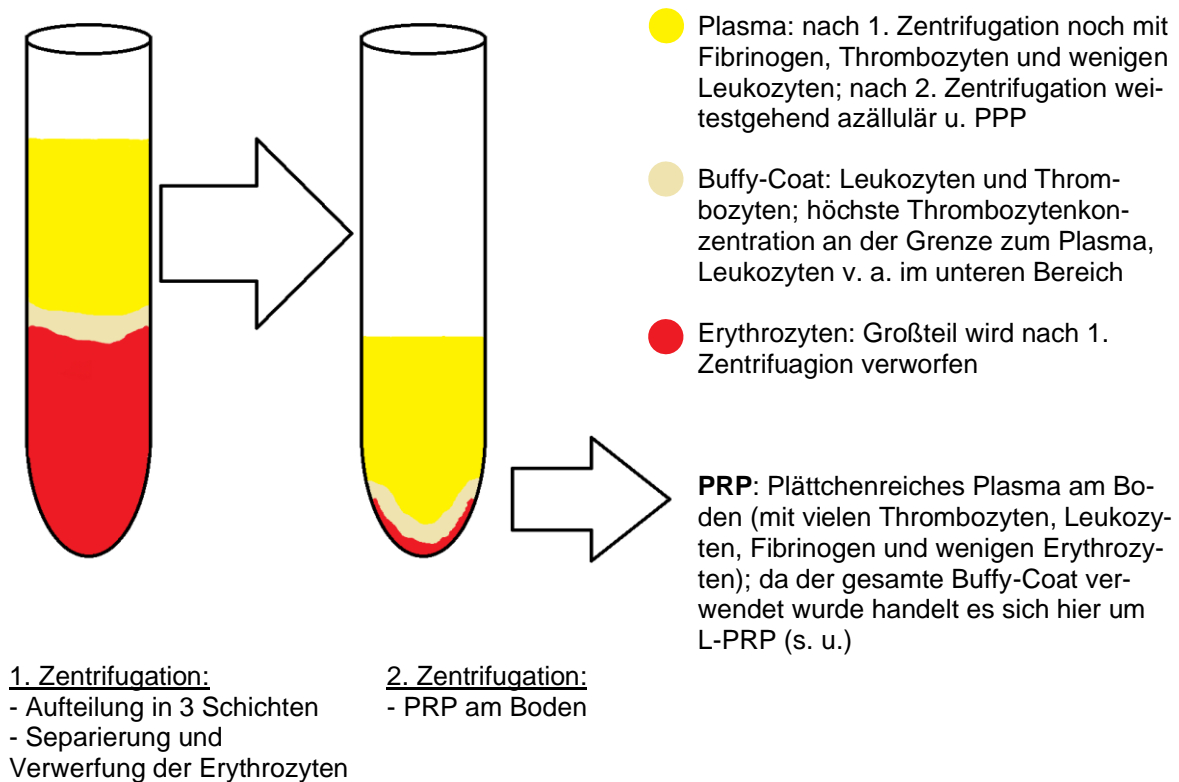 Plasma: nach 1. Zentrifugation noch mit
Fibrinogen, Thrombozyten und wenigen
Leukozyten; nach 2. Zentrifugation wei-
testgehend azällulär u. PPP
Buffy-Coat: Leukozyten und Throm-
bozyten; höchste Thrombozytenkon-
zentration an der Grenze zum Plasma,
Leukozyten v. a. im unteren Bereich
Erythrozyten: Großteil wird nach 1.
Zentrifuagion verworfen
PRP: Plättchenreiches Plasma am Bo-
den (mit vielen Thrombozyten, Leukozy-
ten, Fibrinogen und wenigen Erythrozy-
ten); da der gesamte Buffy-Coat ver-
wendet wurde handelt es sich hier um
L-PRP (s. u.)
1. Zentrifugation:
- Aufteilung in 3 Schichten
- Separierung und
Verwerfung der Erythrozyten
2. Zentrifugation:
- PRP am Boden